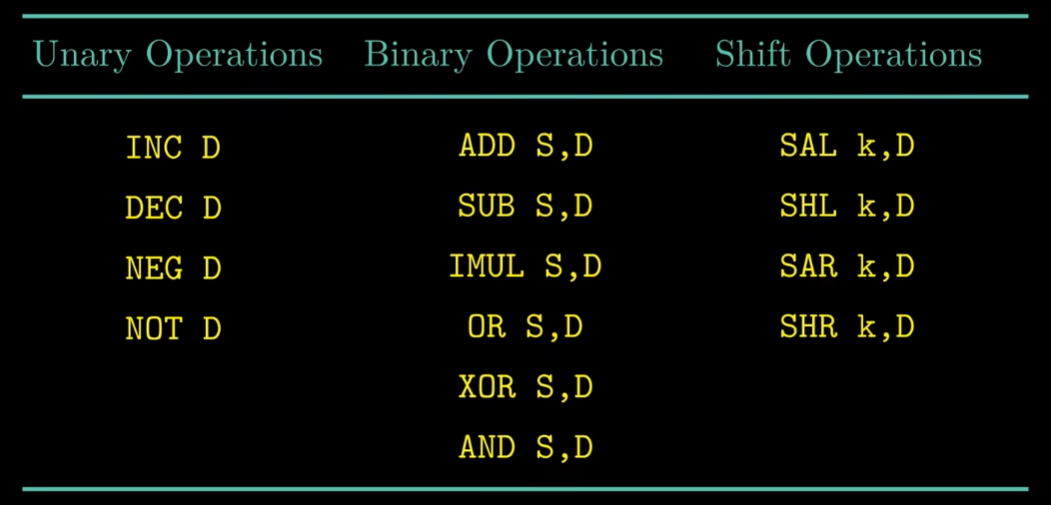 Unary Operations Binary Operations Shift Operations
INC D ADD S,D SAL k,D
DEC D SUB S,D SHL k,D
NEG D IMUL S,D SAR k,D
NOT D OR S,D SHR k,D
XOR S,D
AND S,D